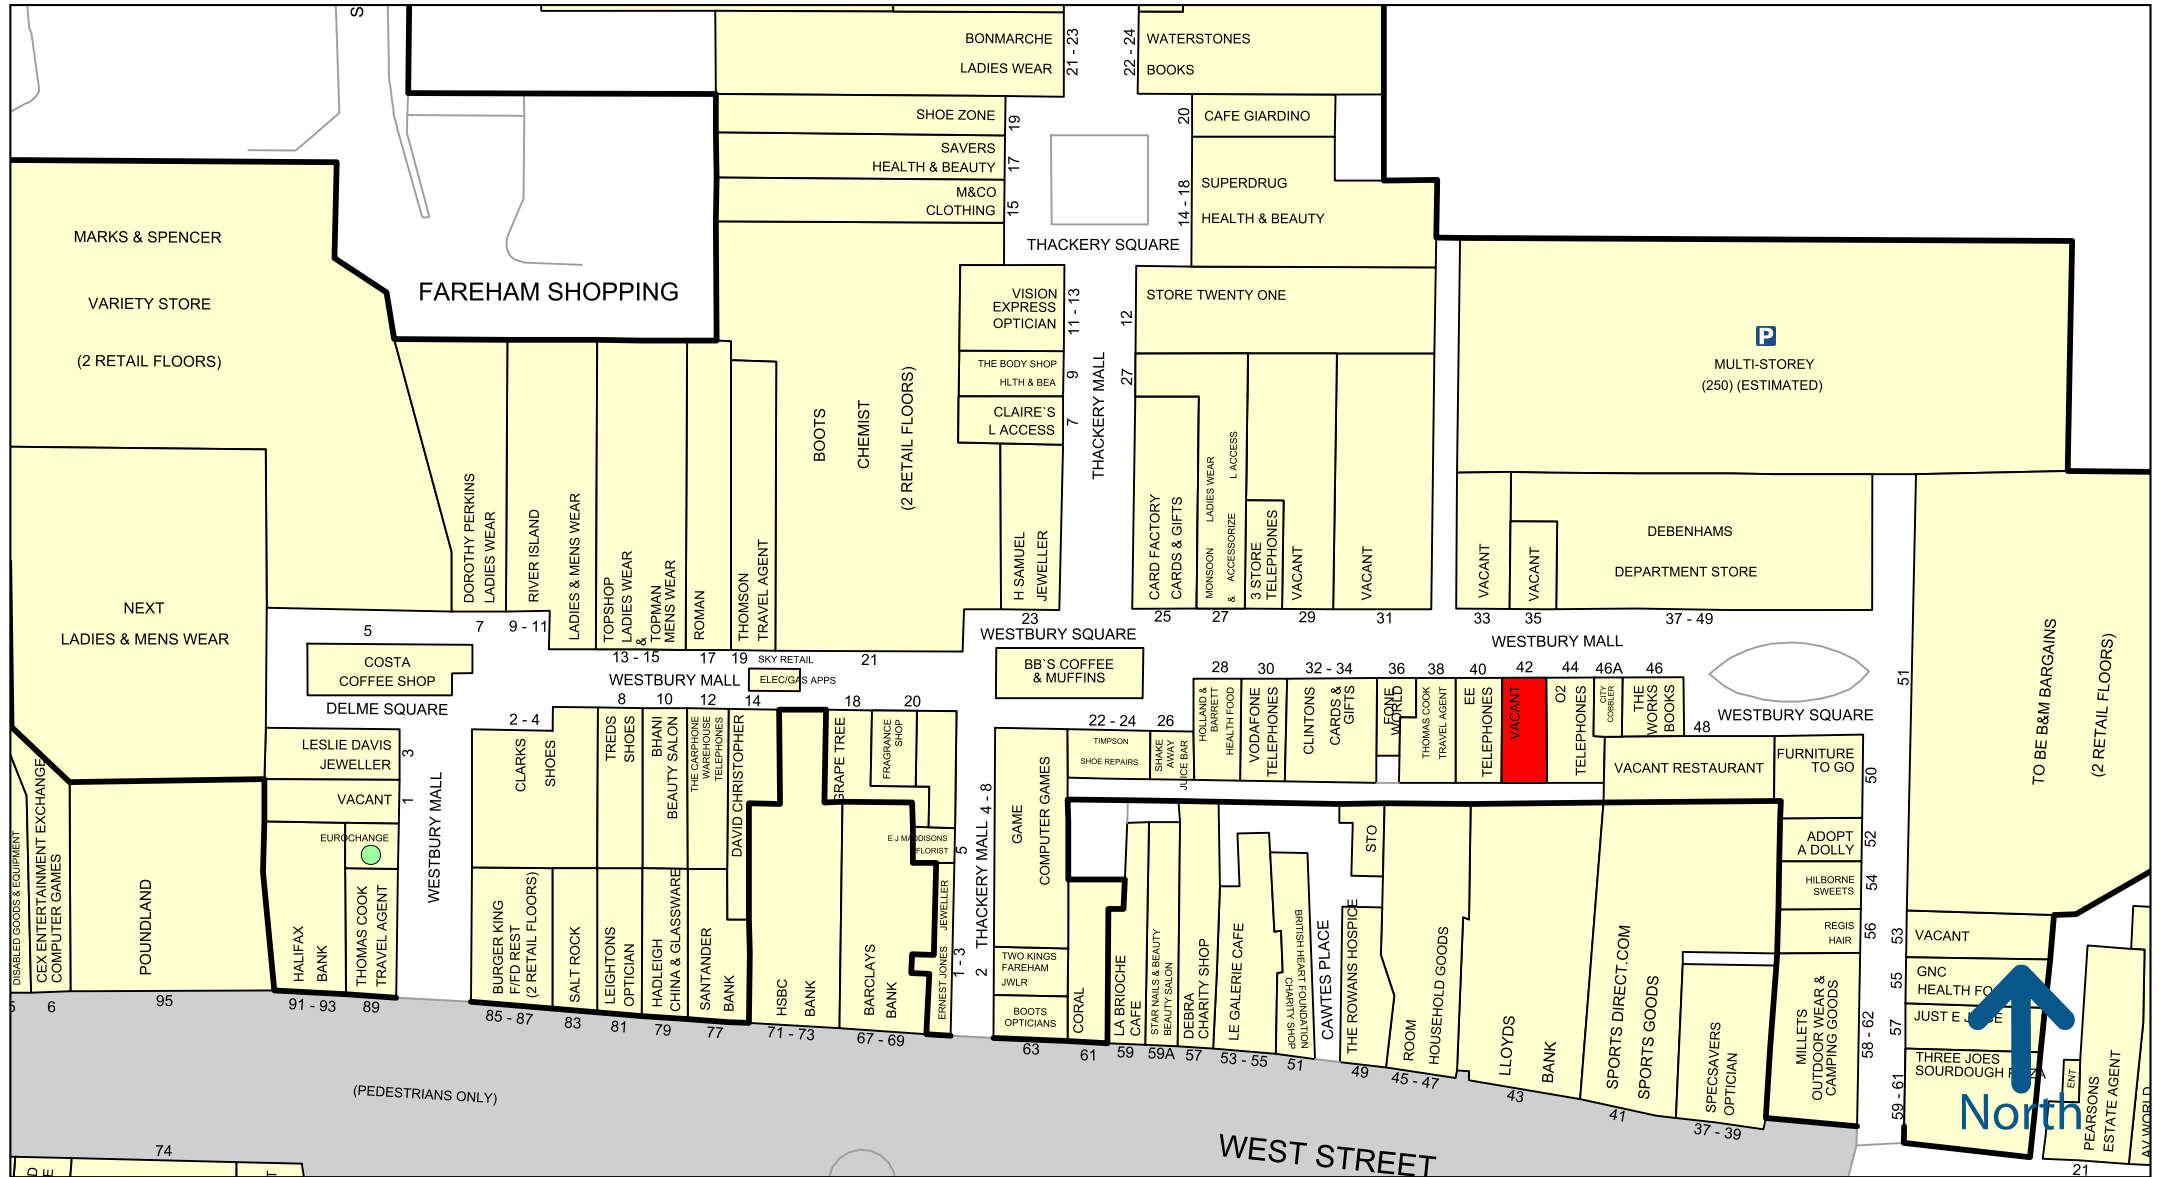 S
BONMARCHE
LADIES WEAR
21 - 23
22 - 24
WATERSTONES
BOOKS
SHOE ZONE
19
20
CAFE GIARDINO
SAVERS
HEALTH & BEAUTY
17
M&CO
CLOTHING
15
14 - 18
SUPERDRUG
HEALTH & BEAUTY
THACKERY SQUARE
MARKS & SPENCER
VARIETY STORE
(2 RETAIL FLOORS)
FAREHAM SHOPPING
VISION
EXPRESS
OPTICIAN
11 - 13
12
STORE TWENTY ONE
P
MULTI-STOREY
(250) (ESTIMATED)
THE BODY SHOP
HLTH & BEA
9
CLAIRE`S
L ACCESS
7
THACKERY MALL
27
BOOTS
CHEMIST
(2 RETAIL FLOORS)
DOROTHY PERKINS
LADIES WEAR
RIVER ISLAND
LADIES & MENS WEAR
TOPSHOP
LADIES WEAR
&
TOPMAN
MENS WEAR
ROMAN
THOMSON
TRAVEL AGENT
H SAMUEL
JEWELLER
CARD FACTORY
CARDS & GIFTS
MONSOON
LADIES WEAR
&
ACCESSORIZE
L ACCESS
3 STORE
TELEPHONES
VACANT
VACANT
VACANT
VACANT
DEBENHAMS
DEPARTMENT STORE
TO BE B&M BARGAINS
(2 RETAIL FLOORS)
51
NEXT
LADIES & MENS WEAR
5
7
9 - 11
13 - 15
17
19
21
23
25
27
29
31
33
35
37 - 49
WESTBURY SQUARE
WESTBURY MALL
COSTA
COFFEE SHOP
DELME SQUARE
WESTBURY MALL
SKY RETAIL
ELEC/GAS APPS
BB`S COFFEE
& MUFFINS
28
30
32 - 34
36
38
40
42
44
46A
46
HOLLAND &
BARRETT
HEALTH FOOD
VODAFONE
TELEPHONES
CLINTONS
CARDS &
GIFTS
FONE
WORLD
THOMAS COOK
TRAVEL AGENT
EE
TELEPHONES
VACANT
O2
TELEPHONES
CITY
COBBLER
THE
WORKS
BOOKS
WESTBURY SQUARE
48
2 - 4
8
10
12
14
18
20
22 - 24
26
LESLIE DAVIS
JEWELLER
3
VACANT
1
EUROCHANGE
WESTBURY MALL
CLARKS
SHOES
TREDS
SHOES
BHANI
BEAUTY SALON
THE CARPHONE
WAREHOUSE
TELEPHONES
DAVID CHRISTOPHER
GRAPE TREE
FRAGRANCE
SHOP
E J MADDISONS
FLORIST
5
THACKERY MALL
4 - 8
GAME
COMPUTER GAMES
TIMPSON
SHOE REPAIRS
SHAKE
AWAY
JUICE BAR
VACANT RESTAURANT
FURNITURE
TO GO
50
ADOPT
A DOLLY
52
HILBORNE
SWEETS
54
REGIS
HAIR
56
MILLETS
OUTDOOR WEAR &
CAMPING GOODS
58 - 62
DISABLED GOODS & EQUIPMENT
CEX ENTERTAINMENT EXCHANGE
COMPUTER GAMES
POUNDLAND
HALIFAX
BANK
THOMAS COOK
TRAVEL AGENT
BURGER KING
F/FD REST
(2 RETAIL FLOORS)
SALT ROCK
LEIGHTONS
OPTICIAN
HADLEIGH
CHINA & GLASSWARE
SANTANDER
BANK
HSBC
BANK
BARCLAYS
BANK
ERNEST JONES
JEWELLER
1 - 3
2
TWO KINGS
FAREHAM
JWLR
BOOTS
OPTICIANS
CORAL
LA BRIOCHE
CAFE
STAR NAILS & BEAUTY
BEAUTY SALON
DEBRA
CHARITY SHOP
LE GALERIE CAFE
BRITISH HEART FOUNDATION
CHARITY SHOP
CAWTES PLACE
STO
THE ROWANS HOSPICE
ROOM
HOUSEHOLD GOODS
LLOYDS
BANK
SPORTS DIRECT.COM
SPORTS GOODS
SPECSAVERS
OPTICIAN
53
VACANT
55
GNC
HEALTH FO
57
JUST E
THREE JOES
SOURDOUGH PIZZA
59 - 61
ENT
PEARSONS
ESTATE AGENT
AV WORLD
21
North
5
6
95
91 - 93
89
85 - 87
83
81
79
77
71 - 73
67 - 69
63
61
59
59A
57
53 - 55
51
49
45 - 47
43
41
37 - 39
(PEDESTRIANS ONLY)
WEST STREET
74
D
E
T